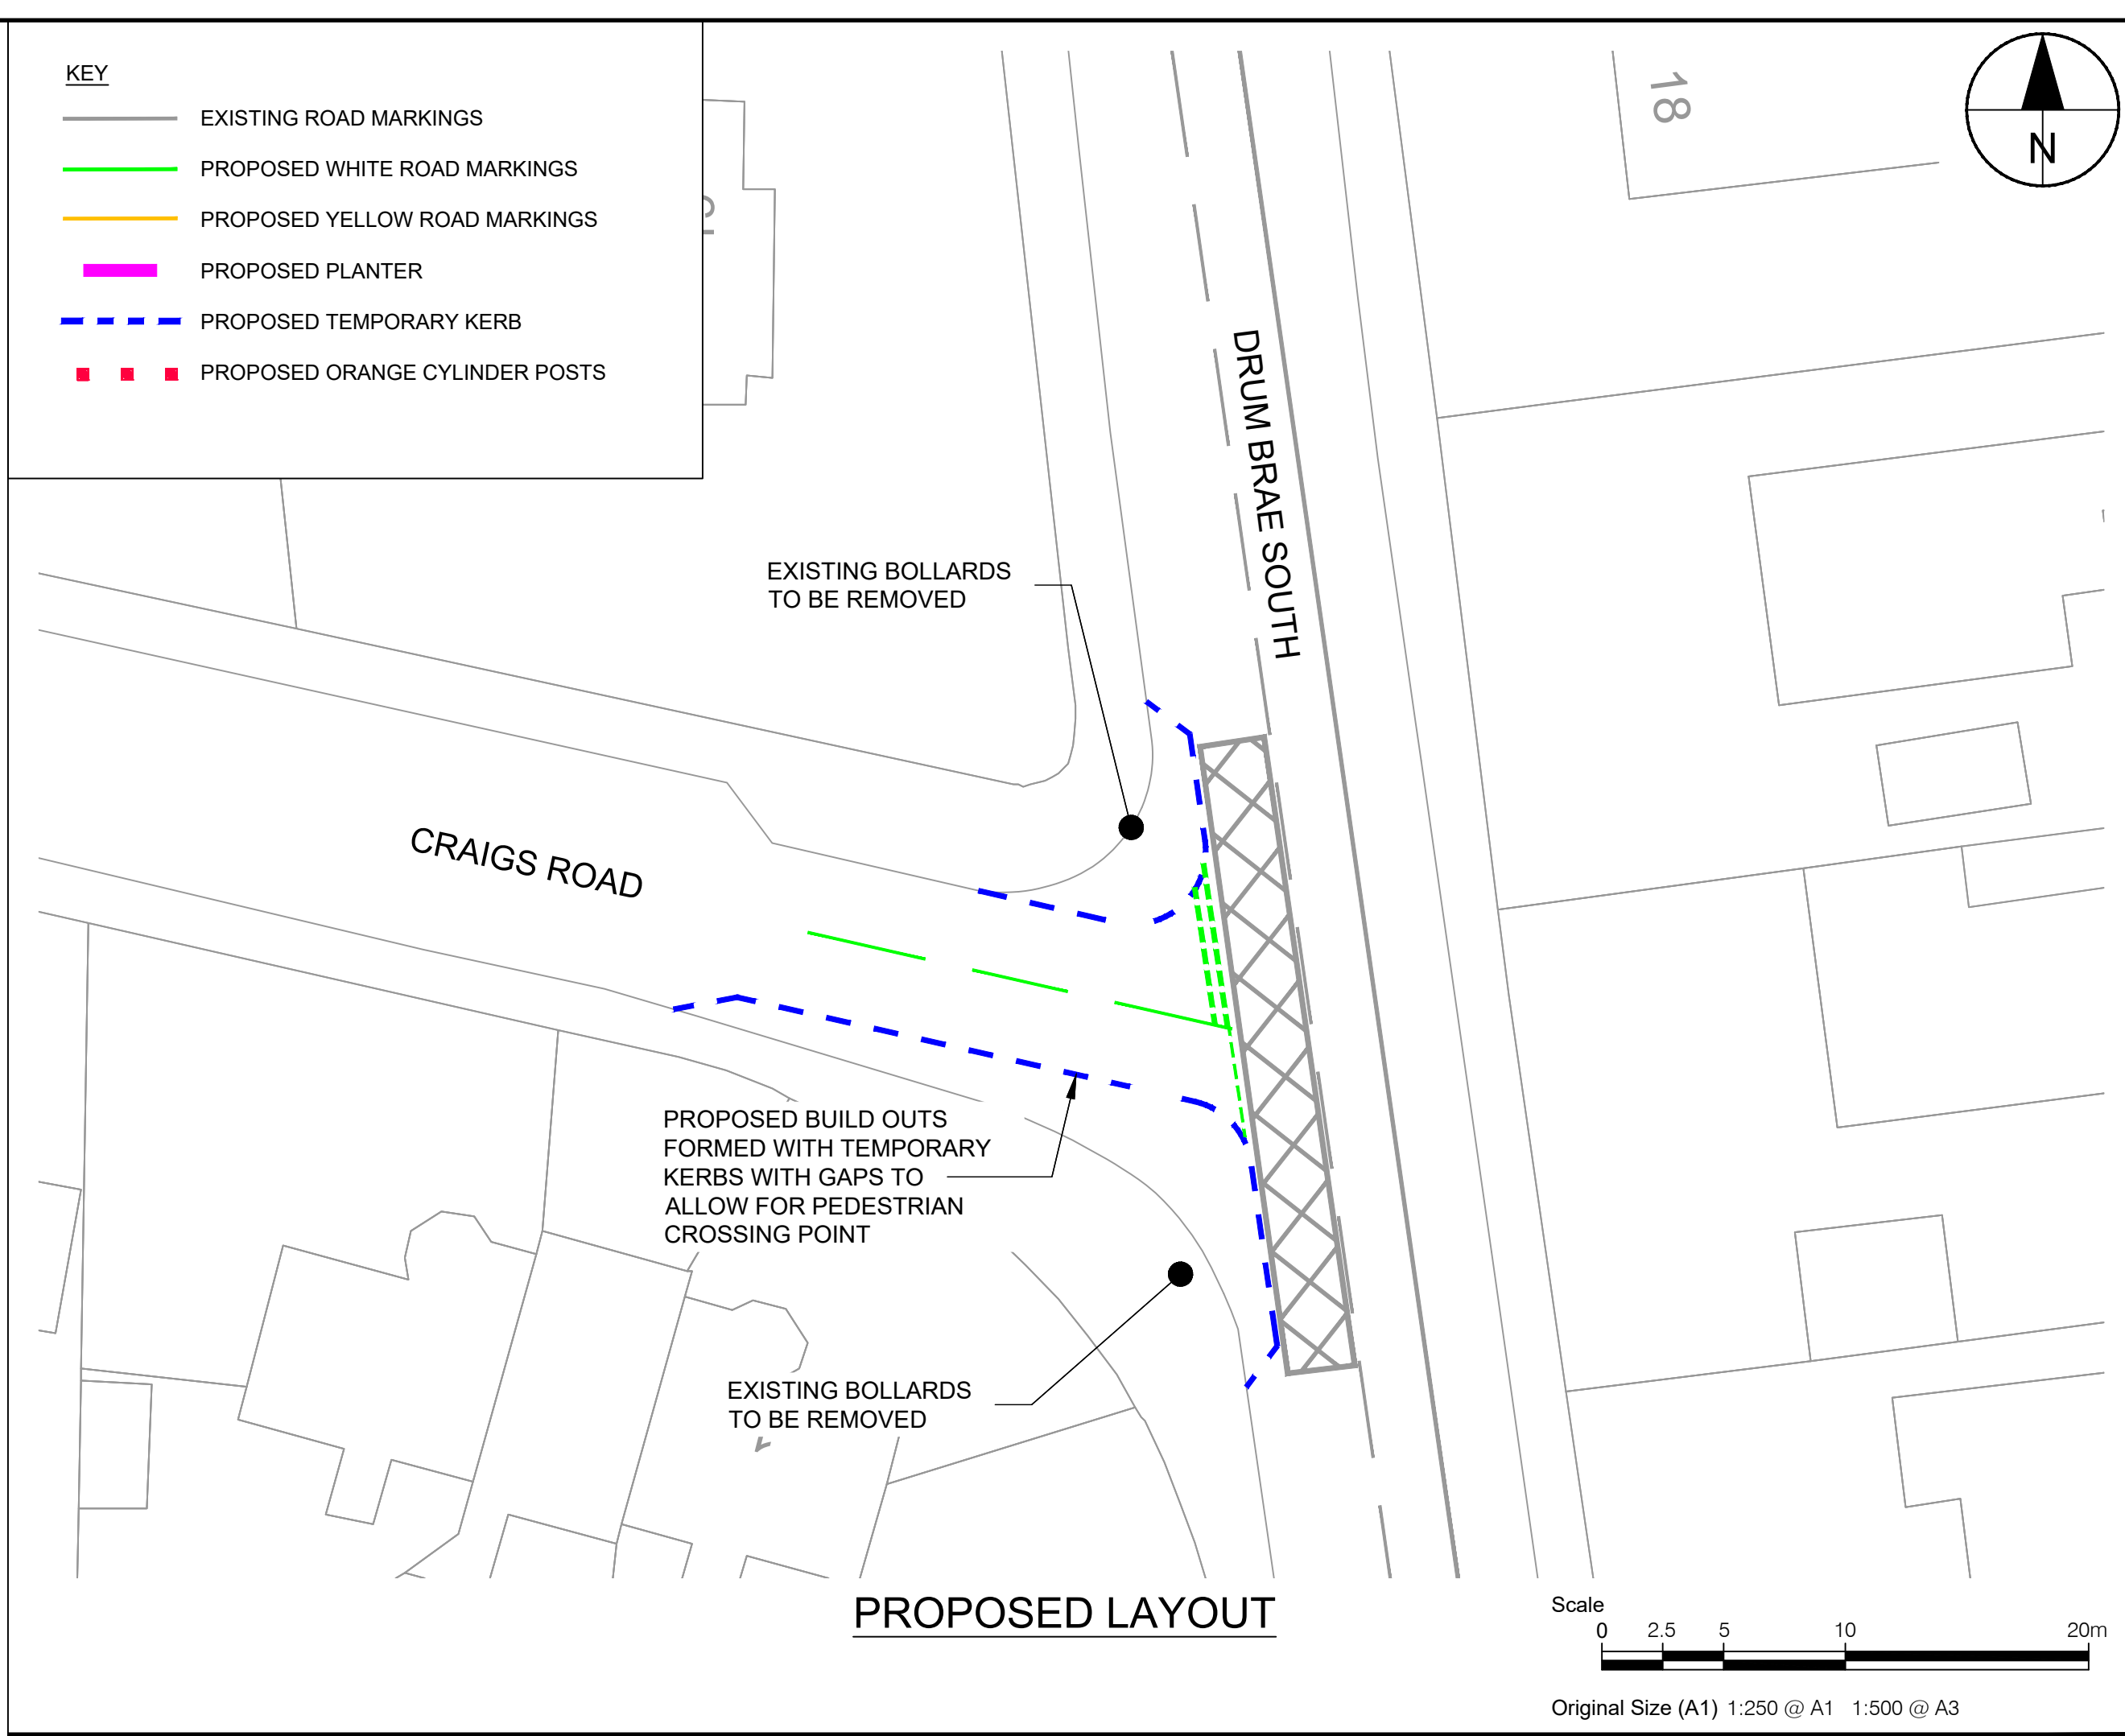 KEY
EXISTING ROAD MARKINGS
PROPOSED WHITE ROAD MARKINGS
PROPOSED YELLOW ROAD MARKINGS
PROPOSED PLANTER
PROPOSED TEMPORARY KERB
PROPOSED ORANGE CYLINDER POSTS
18
N
DRUM BRAE SOUTH
EXISTING BOLLARDS
TO BE REMOVED
CRAIGS ROAD
PROPOSED BUILD OUTS
FORMED WITH TEMPORARY
KERBS WITH GAPS TO
ALLOW FOR PEDESTRIAN
CROSSING POINT
EXISTING BOLLARDS
TO BE REMOVED
PROPOSED LAYOUT
Scale
0 2.5 5 10 20m
Original Size (A1) 1:250 @ A1 1:500 @ A3